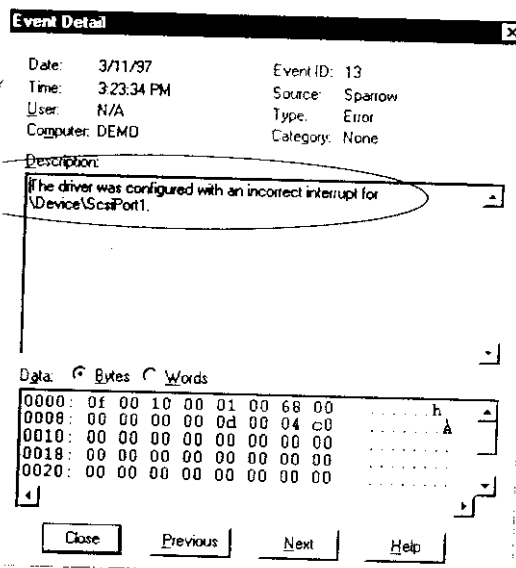 Event Detail
Date: 3/11/97 Event ID: 13
Time: 3:23:34 PM Source: Sparrow
User: N/A Type: Error
Computer: DEMO Category: None
Description:
The driver was configured with an incorrect interrupt for
\Device\ScsiPort1.
Data: Bytes Words
0000: 0f 00 10 00 01 00 68 00 ......h.
0008: 00 00 00 00 0d 00 04 c0 .......À
0010: 00 00 00 00 00 00 00 00 ........
0018: 00 00 00 00 00 00 00 00 ........
0020: 00 00 00 00 00 00 00 00 ........
Close Previous Next Help